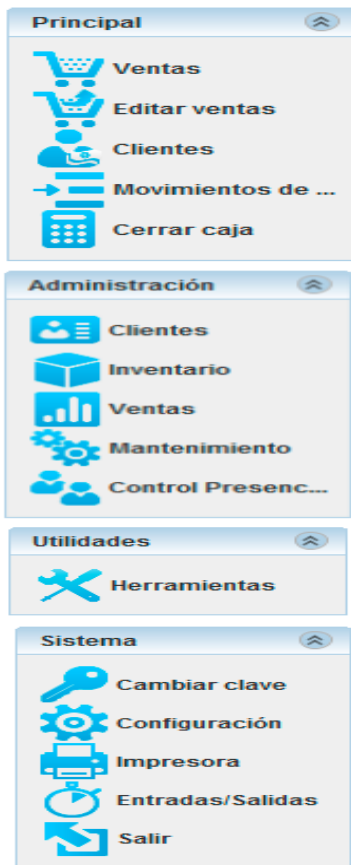 Principal
Ventas
Editar ventas
Clientes
Movimientos de ...
Cerrar caja
Administración
Clientes
Inventario
Ventas
Mantenimiento
Control Presenc...
Utilidades
Herramientas
Sistema
Cambiar clave
Configuración
Impresora
Entradas/Salidas
Salir